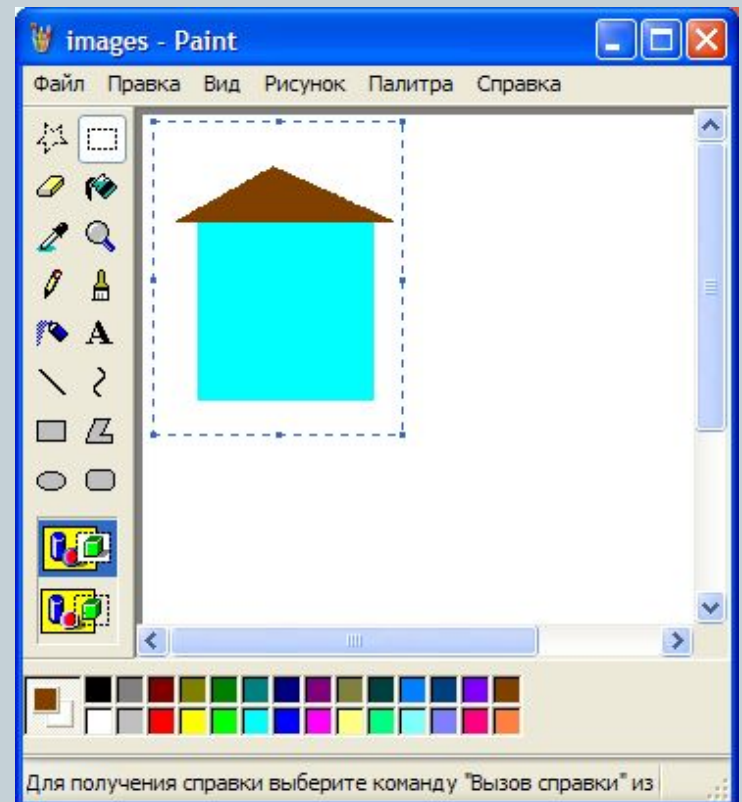 images - Paint
Файл Правка Вид Рисунок Палитра Справка
A
Для получения справки выберите команду "Вызов справки" из